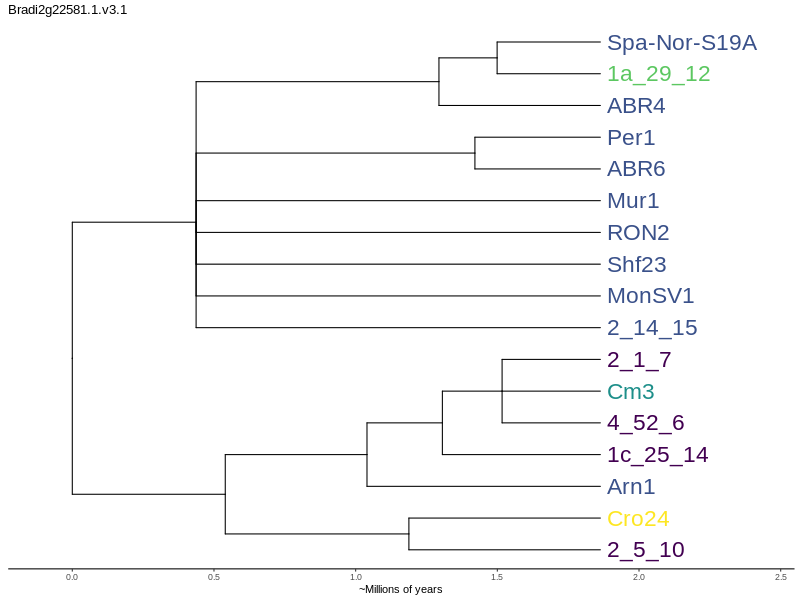 Bradi2g22581.1.v3.1
Spa-Nor-S19A
1a_29_12
ABR4
Per1
ABR6
Mur1
RON2
Shf23
MonSV1
2_14_15
2_1_7
Cm3
4_52_6
1c_25_14
Arn1
Cro24
2_5_10
0.0 0.5 1.0 1.5 2.0 2.5
~Millions of years